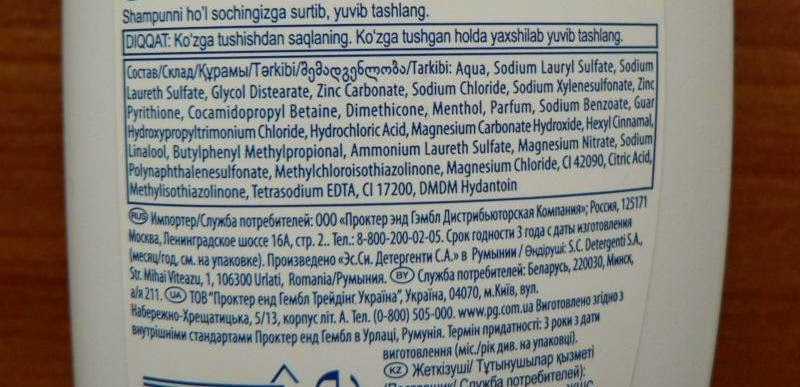 Shampunni ho'l sochingizga surtib, yuvib tashlang.
DIQQAT: Ko'zga tushishdan saqlaning. Ko'zga tushgan holda yaxshilab yuvib tashlang.
Состав/Склад/Құрамы/Tərkibi/შემადგენლობა/Tarkibi: Aqua, Sodium Lauryl Sulfate, Sodium
Laureth Sulfate, Glycol Distearate, Zinc Carbonate, Sodium Chloride, Sodium Xylenesulfonate, Zinc
Pyrithione, Cocamidopropyl Betaine, Dimethicone, Menthol, Parfum, Sodium Benzoate, Guar
Hydroxypropyltrimonium Chloride, Hydrochloric Acid, Magnesium Carbonate Hydroxide, Hexyl Cinnamal,
Linalool, Butylphenyl Methylpropional, Ammonium Laureth Sulfate, Magnesium Nitrate, Sodium
Polynaphthalenesulfonate, Methylchloroisothiazolinone, Magnesium Chloride, CI 42090, Citric Acid,
Methylisothiazolinone, Tetrasodium EDTA, CI 17200, DMDM Hydantoin
RUS Импортер/Служба потребителей: ООО «Проктер энд Гэмбл Дистрибьюторская Компания»; Россия, 125171
Москва, Ленинградское шоссе 16А, стр. 2.. Тел.: 8-800-200-02-05. Срок годности 3 года с даты изготовления
(месяц/год, см. на упаковке). Произведено «Эс.Си. Детергенти С.А.» в Румынии / Өндіруші: S.C. Detergenti S.A.,
Str. Mihai Viteazu, 1, 106300 Urlati, Romania/Румыния. BY Служба потребителей: Беларусь, 220030, Минск,
а/я 211. UA ТОВ "Проктер енд Гембл Трейдінг Україна", Україна, 04070, м.Київ, вул.
Набережно-Хрещатицька, 5/13, корпус літ. А. Тел. (0-800) 505-000. www.pg.com.ua Виготовлено згідно з
внутрішніми стандартами Проктер енд Гембл в Урлаці, Румунія. Термін придатності: 3 роки з дати
виготовлення (міс./рік див. на упаковці).
KZ Жеткізуші/ Тұтынушылар қызметі
(Поставщик/ Служба потребителей):